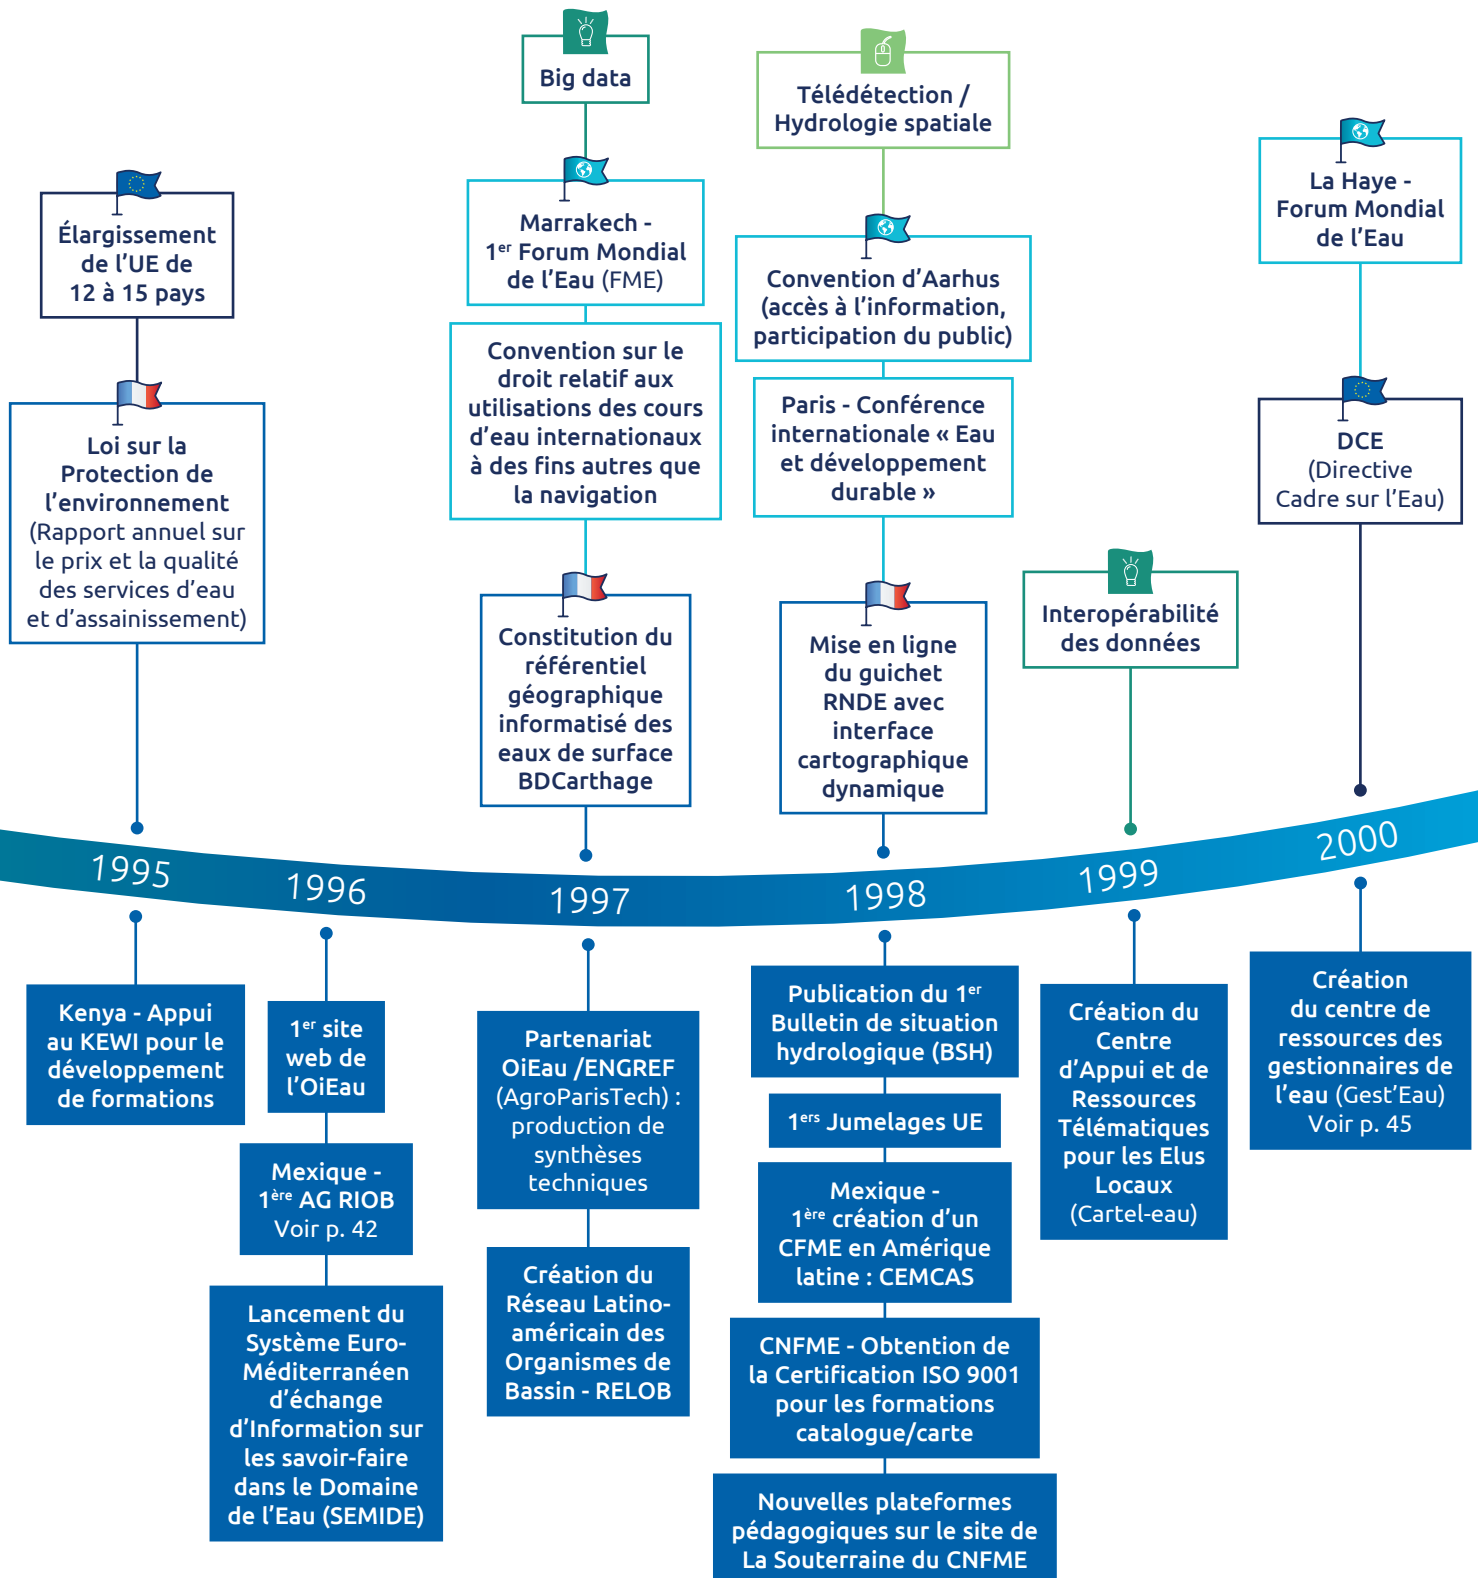 Big data
Télédétection /
Hydrologie spatiale
Élargissement
de l’UE de
12 à 15 pays
Marrakech -
1er Forum Mondial
de l’Eau (FME)
Convention d’Aarhus
(accès à l’information,
participation du public)
La Haye -
Forum Mondial
de l’Eau
Loi sur la
Protection de
l’environnement
(Rapport annuel sur
le prix et la qualité
des services d’eau
et d’assainissement)
Convention sur le
droit relatif aux
utilisations des cours
d’eau internationaux
à des fins autres que
la navigation
Paris - Conférence
internationale « Eau
et développement
durable »
DCE
(Directive
Cadre sur l’Eau)
Constitution du
référentiel
géographique
informatisé des
eaux de surface
BDCarthage
Mise en ligne
du guichet
RNDE avec
interface
cartographique
dynamique
Interopérabilité
des données
1995
1996
1997
1998
1999
2000
Kenya - Appui
au KEWI pour le
développement
de formations
1er site
web de
l’OiEau
Mexique -
1ère AG RIOB
Voir p. 42
Lancement du
Système Euro-
Méditerranéen
d’échange
d’Information sur
les savoir-faire
dans le Domaine
de l’Eau (SEMIDE)
Partenariat
OiEau /ENGREF
(AgroParisTech) :
production de
synthèses
techniques
Création du
Réseau Latino-
américain des
Organismes de
Bassin - RELOB
Publication du 1er
Bulletin de situation
hydrologique (BSH)
1ers Jumelages UE
Mexique -
1ère création d’un
CFME en Amérique
latine : CEMCAS
CNFME - Obtention de
la Certification ISO 9001
pour les formations
catalogue/carte
Nouvelles plateformes
pédagogiques sur le site de
La Souterraine du CNFME
Création du
Centre
d’Appui et de
Ressources
Télématiques
pour les Elus
Locaux
(Cartel-eau)
Création
du centre de
ressources des
gestionnaires de
l’eau (Gest’Eau)
Voir p. 45